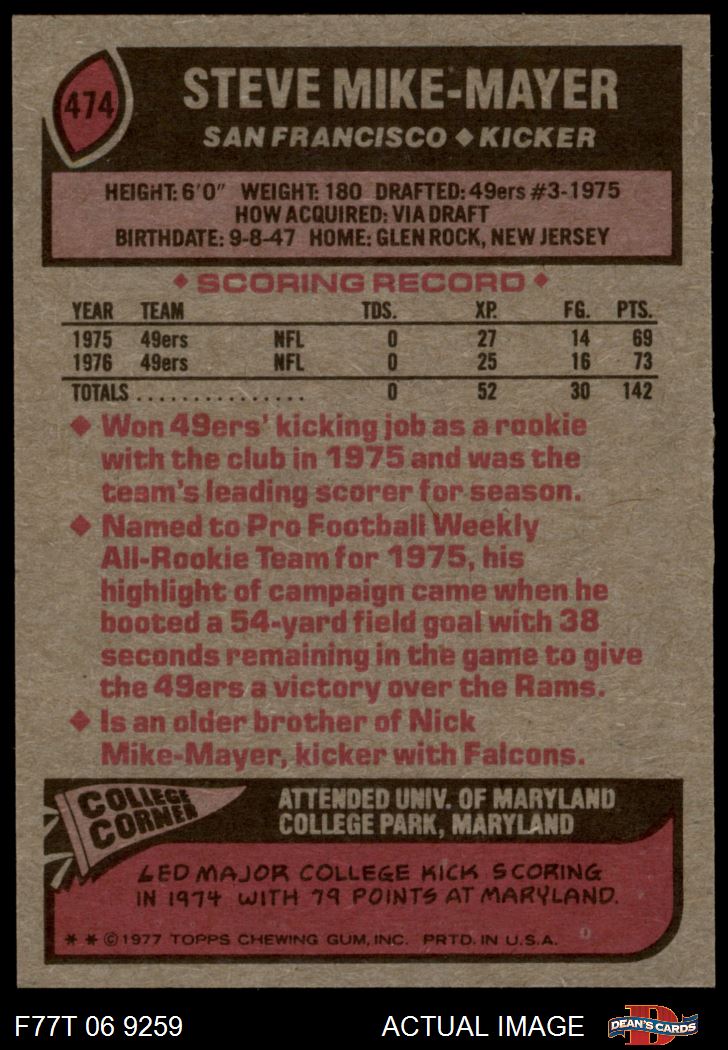 474
STEVE MIKE-MAYER
SAN FRANCISCO ◆ KICKER
HEIGHT: 6'0" WEIGHT: 180 DRAFTED: 49ers #3-1975
HOW ACQUIRED: VIA DRAFT
BIRTHDATE: 9-8-47 HOME: GLEN ROCK, NEW JERSEY
◆ SCORING RECORD ◆
YEAR TEAM TDS. XP. FG. PTS.
1975 49ers NFL 0 27 14 69
1976 49ers NFL 0 25 16 73
TOTALS ............... 0 52 30 142
◆ Won 49ers' kicking job as a rookie
with the club in 1975 and was the
team's leading scorer for season.
◆ Named to Pro Football Weekly
All-Rookie Team for 1975, his
highlight of campaign came when he
booted a 54-yard field goal with 38
seconds remaining in the game to give
the 49ers a victory over the Rams.
◆ Is an older brother of Nick
Mike-Mayer, kicker with Falcons.
COLLEGE
CORNER
ATTENDED UNIV. OF MARYLAND
COLLEGE PARK, MARYLAND
LED MAJOR COLLEGE KICK SCORING
IN 1974 WITH 79 POINTS AT MARYLAND.
* * © 1977 TOPPS CHEWING GUM, INC. PRTD. IN U.S.A.
F77T 06 9259 ACTUAL IMAGE
D
DEAN'S CARDS